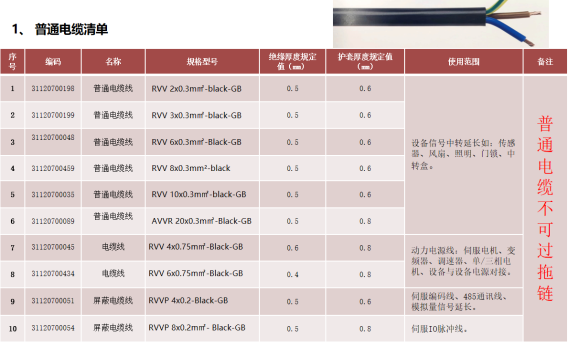 1、 普通电缆清单
序号 编码 名称 规格型号 绝缘厚度规定值（mm） 护套厚度规定值（mm） 使用范围 备注
1 31120700198 普通电缆线 RVV 2x0.3m㎡-black-GB 0.5 0.6
2 31120700199 普通电缆线 RVV 3x0.3m㎡-black-GB 0.5 0.6
3 31120700048 普通电缆线 RVV 6x0.3m㎡-Black-GB 0.5 0.6
4 31120700459 普通电缆线 RVV 8x0.3mm²-black 0.5 0.6
5 31120700035 普通电缆线 RVV 10x0.3m㎡-black-GB 0.5 0.6
6 31120700089 普通电缆线 AVVR 20x0.3m㎡-Black-GB 0.5 0.8
设备信号中转延长如：传感
器、风扇、照明、门锁、中
转盒。
7 31120700045 电缆线 RVV 4x0.75m㎡-Black-GB 0.6 0.8
8 31120700434 电缆线 RVV 6x0.75m㎡-Black-GB 0.4 0.8
动力电源线：伺服电机、变
频器、调速器、单/三相电
机、设备与设备电源对接。
9 31120700051 屏蔽电缆线 RVVP 4x0.2-Black-GB 0.5 0.6
伺服编码线、485通讯线、
模拟量信号延长。
10 31120700054 屏蔽电缆线 RVVP 8x0.2m㎡- Black-GB 0.5 0.8 伺服IO脉冲线。
普通电缆不可过拖链